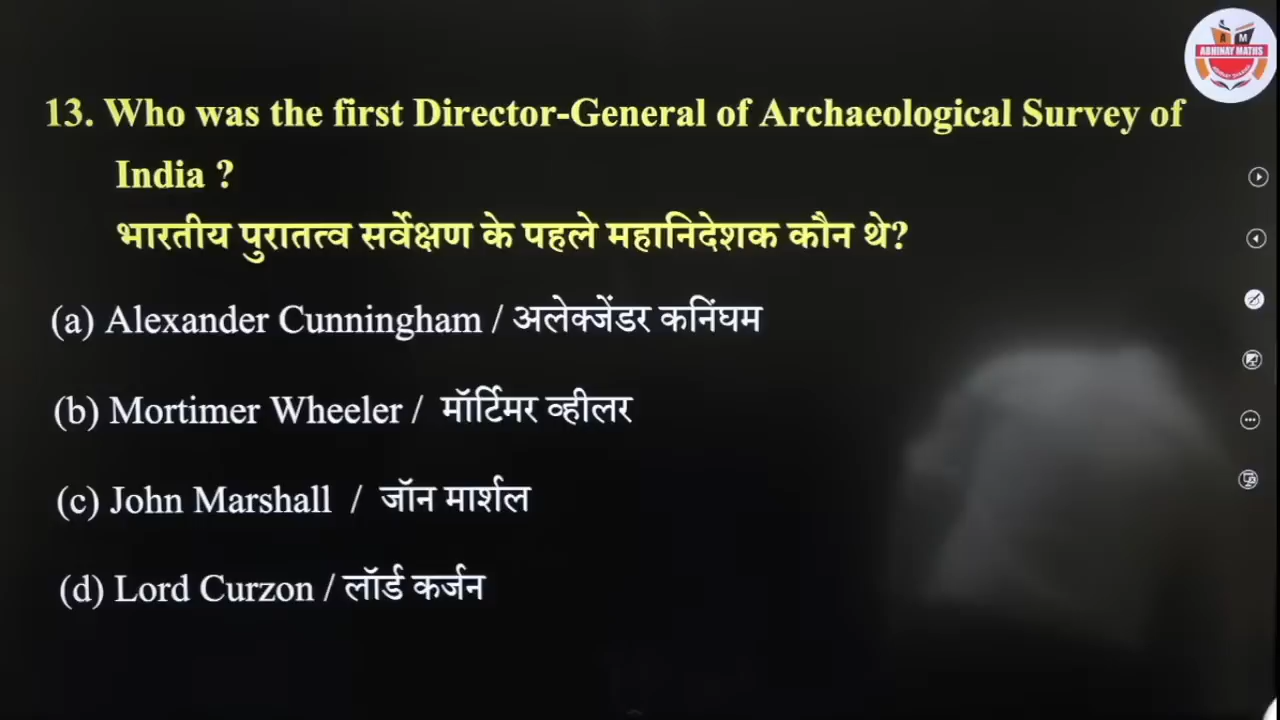 13. Who was the first Director-General of Archaeological Survey of
India ?
भारतीय पुरातत्व सर्वेक्षण के पहले महानिदेशक कौन थे?
(a) Alexander Cunningham / अलेक्जेंडर कनिंघम
(b) Mortimer Wheeler / मॉर्टिमर व्हीलर
(c) John Marshall / जॉन मार्शल
(d) Lord Curzon / लॉर्ड कर्जन
A M
ABHINAY MATHS